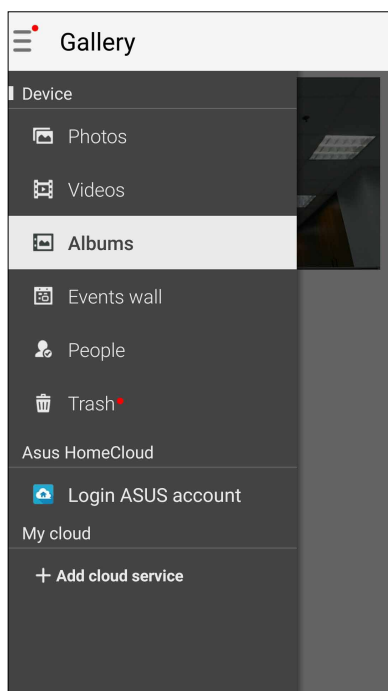 Gallery
Device
Photos
Videos
Albums
Events wall
People
Trash
Asus HomeCloud
Login ASUS account
My cloud
+ Add cloud service